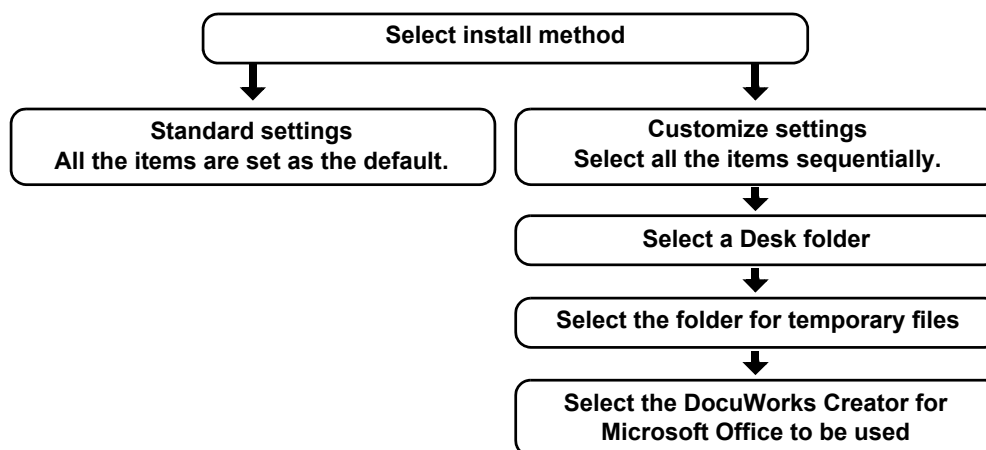 Select install method
Standard settings
All the items are set as the default.
Customize settings
Select all the items sequentially.
Select a Desk folder
Select the folder for temporary files
Select the DocuWorks Creator for
Microsoft Office to be used